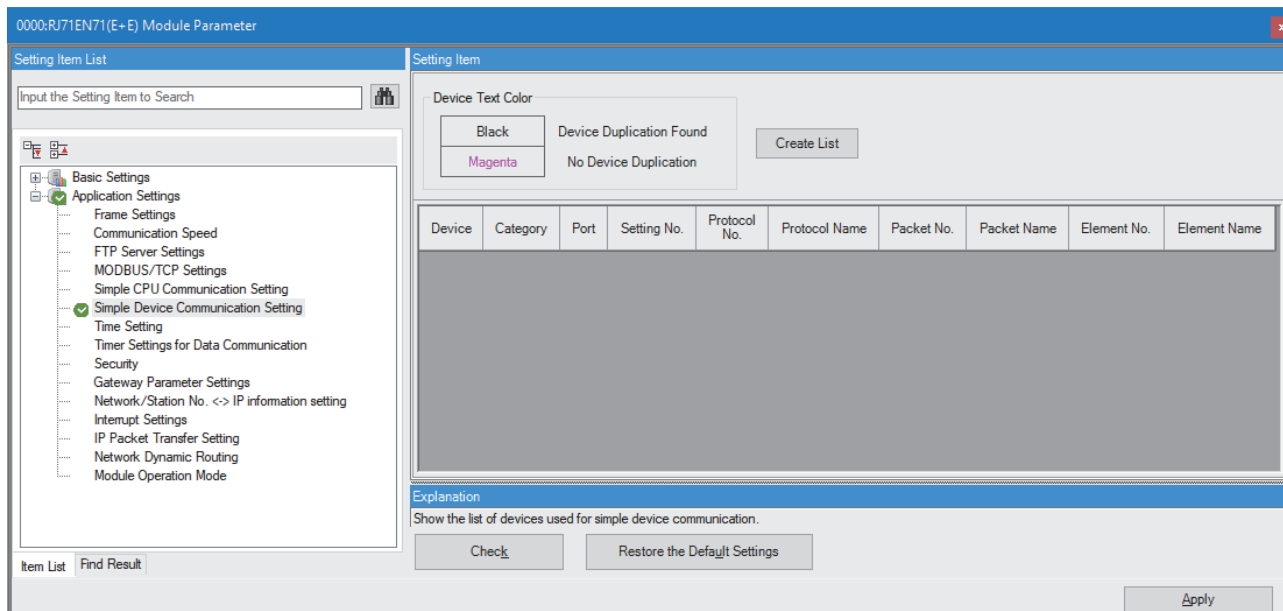 0000:RJ71EN71(E+E) Module Parameter
Setting Item List
Input the Setting Item to Search
Basic Settings
Application Settings
Frame Settings
Communication Speed
FTP Server Settings
MODBUS/TCP Settings
Simple CPU Communication Setting
Simple Device Communication Setting
Time Setting
Timer Settings for Data Communication
Security
Gateway Parameter Settings
Network/Station No. <-> IP information setting
Interrupt Settings
IP Packet Transfer Setting
Network Dynamic Routing
Module Operation Mode
Item List Find Result
Setting Item
Device Text Color
Black Device Duplication Found
Magenta No Device Duplication
Create List
Device Category Port Setting No. Protocol No. Protocol Name Packet No. Packet Name Element No. Element Name
Explanation
Show the list of devices used for simple device communication.
Check Restore the Default Settings
Apply